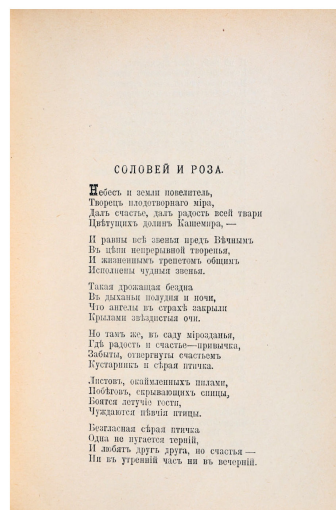 СОЛОВЕЙ И РОЗА.
Небесъ и земли повелитель,
Творецъ плодотворнаго міра,
Далъ счастье, далъ радость всей твари
Цвѣтущихъ долинъ Кашемира,—
И равны всѣ звенья предъ Вѣчнымъ
Въ цѣпи непрерывной творенья,
И жизненнымъ трепетомъ общимъ
Исполнены чудныя звенья.
Такая дрожащая бездна
Въ дыханьи полудня и ночи,
Что ангелы въ страхѣ закрыли
Крылами звѣздистыя очи.
Но тамъ же, въ саду мірозданья,
Гдѣ радость и счастье—привычка,
Забыты, отвергнуты счастьемъ
Кустарникъ и сѣрая птичка.
Листовъ, окаймленныхъ пилами,
Побѣговъ, скрывающихъ спицы,
Боятся летучіе гости,
Чуждаются пѣвчія птицы.
Безгласная сѣрая птичка
Одна не пугается терній,
И любятъ другъ друга, но счастья—
Ни въ утренній часъ ни въ вечерній.